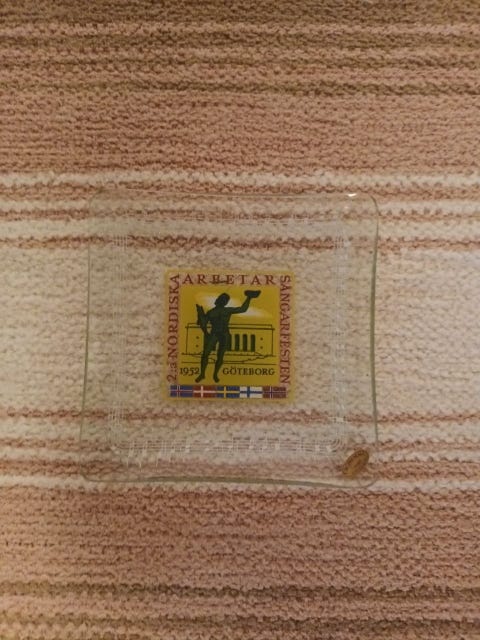 2:a NORDISKA
ARBETAR
SÅNGARFESTEN
1952 GÖTEBORG